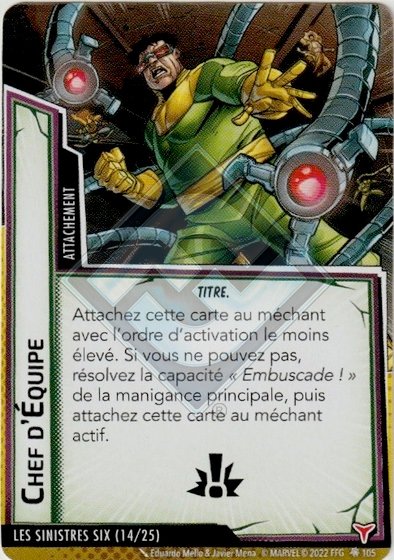 ATTACHEMENT
CHEF D'ÉQUIPE
TITRE.
Attachez cette carte au méchant
avec l'ordre d'activation le moins
élevé. Si vous ne pouvez pas,
résolvez la capacité « Embuscade ! »
de la manigance principale, puis
attachez cette carte au méchant
actif.
LES SINISTRES SIX (14/25)
Eduardo Mello & Javier Mena © MARVEL © 2022 FFG 105